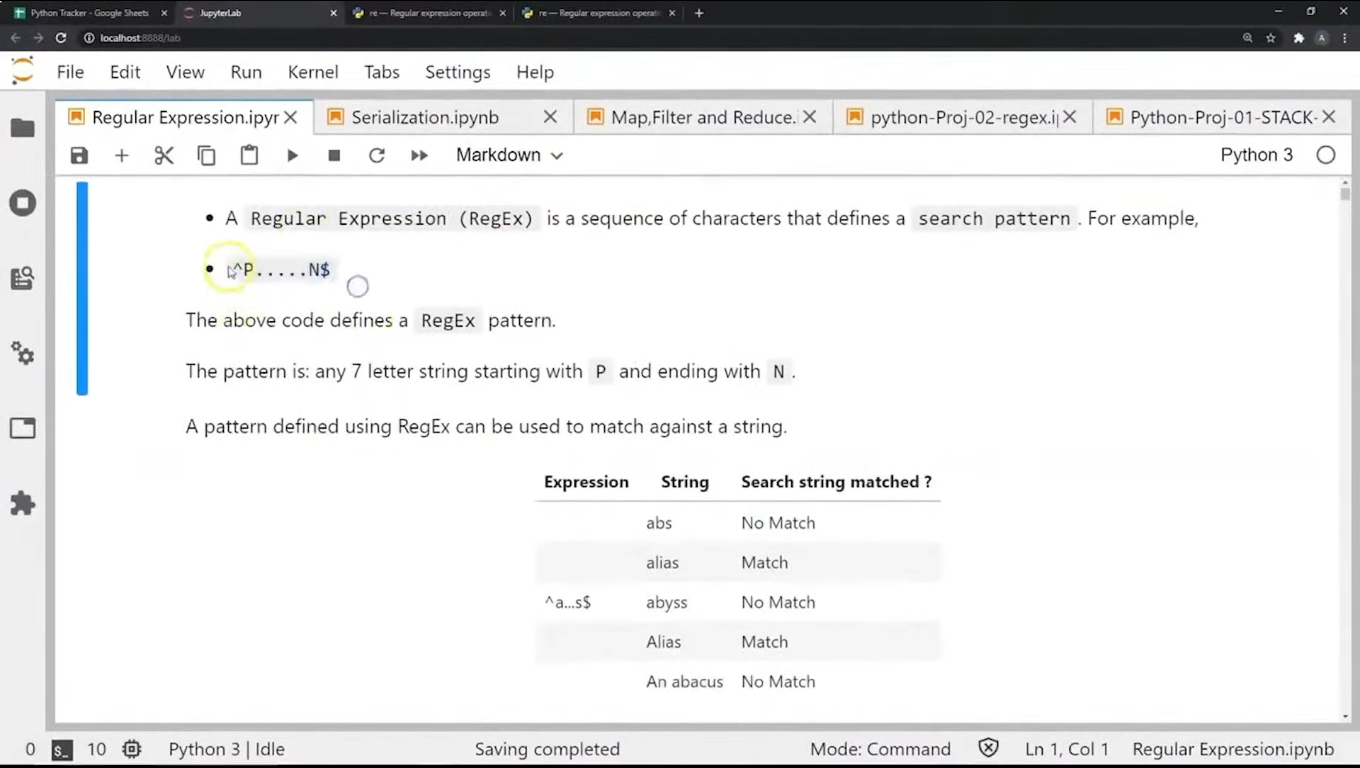 Python Tracker - Google Sheets
JupyterLab
re — Regular expression operati
re — Regular expression operati
localhost:8888/lab
A
File Edit View Run Kernel Tabs Settings Help
Regular Expression.ipyr
Serialization.ipynb
Map,Filter and Reduce.
python-Proj-02-regex.i
Python-Proj-01-STACK-
Markdown
Python 3
• A Regular Expression (RegEx) is a sequence of characters that defines a search pattern. For example,
• ^P.....N$
The above code defines a RegEx pattern.
The pattern is: any 7 letter string starting with P and ending with N.
A pattern defined using RegEx can be used to match against a string.
Expression String Search string matched ?
abs No Match
alias Match
^a...s$ abyss No Match
Alias Match
An abacus No Match
0 $_ 10 Python 3 | Idle Saving completed Mode: Command Ln 1, Col 1 Regular Expression.ipynb